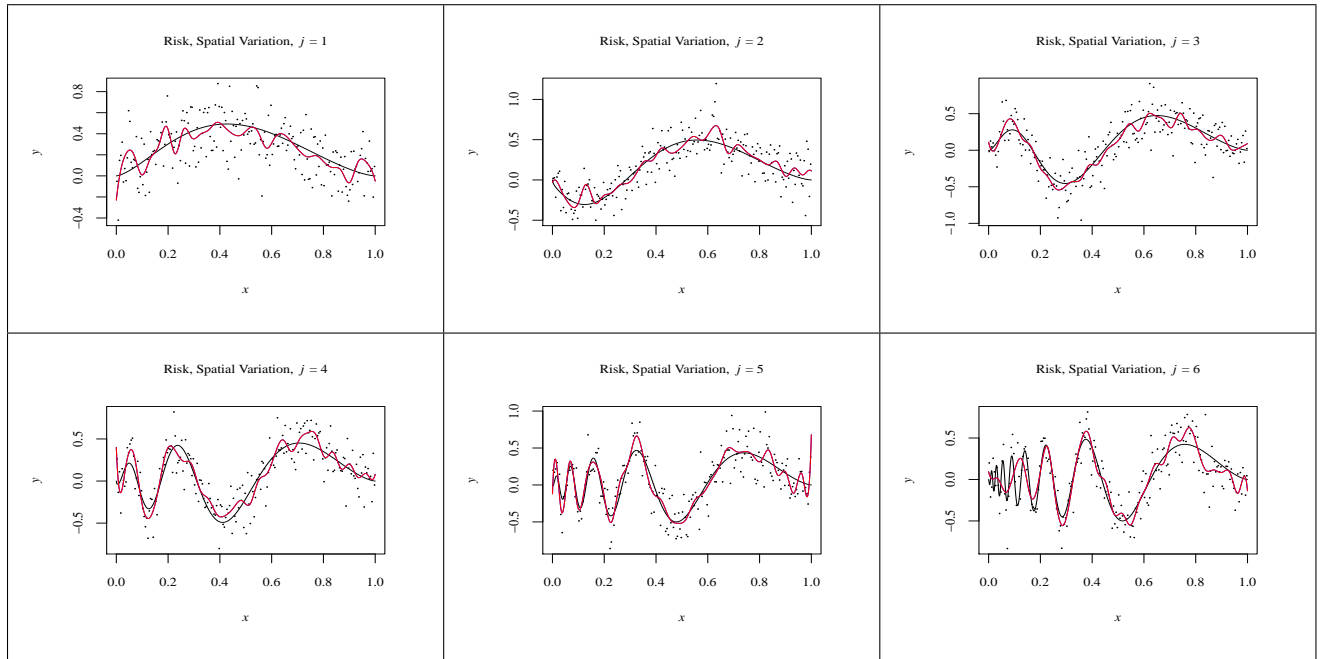 Risk, Spatial Variation, j = 1
0.8
0.4
0.0
−0.4
y
0.0 0.2 0.4 0.6 0.8 1.0
x
Risk, Spatial Variation, j = 2
1.0
0.5
0.0
−0.5
y
0.0 0.2 0.4 0.6 0.8 1.0
x
Risk, Spatial Variation, j = 3
0.5
0.0
−0.5
−1.0
y
0.0 0.2 0.4 0.6 0.8 1.0
x
Risk, Spatial Variation, j = 4
0.5
0.0
−0.5
y
0.0 0.2 0.4 0.6 0.8 1.0
x
Risk, Spatial Variation, j = 5
1.0
0.5
0.0
−0.5
y
0.0 0.2 0.4 0.6 0.8 1.0
x
Risk, Spatial Variation, j = 6
0.5
0.0
−0.5
y
0.0 0.2 0.4 0.6 0.8 1.0
x